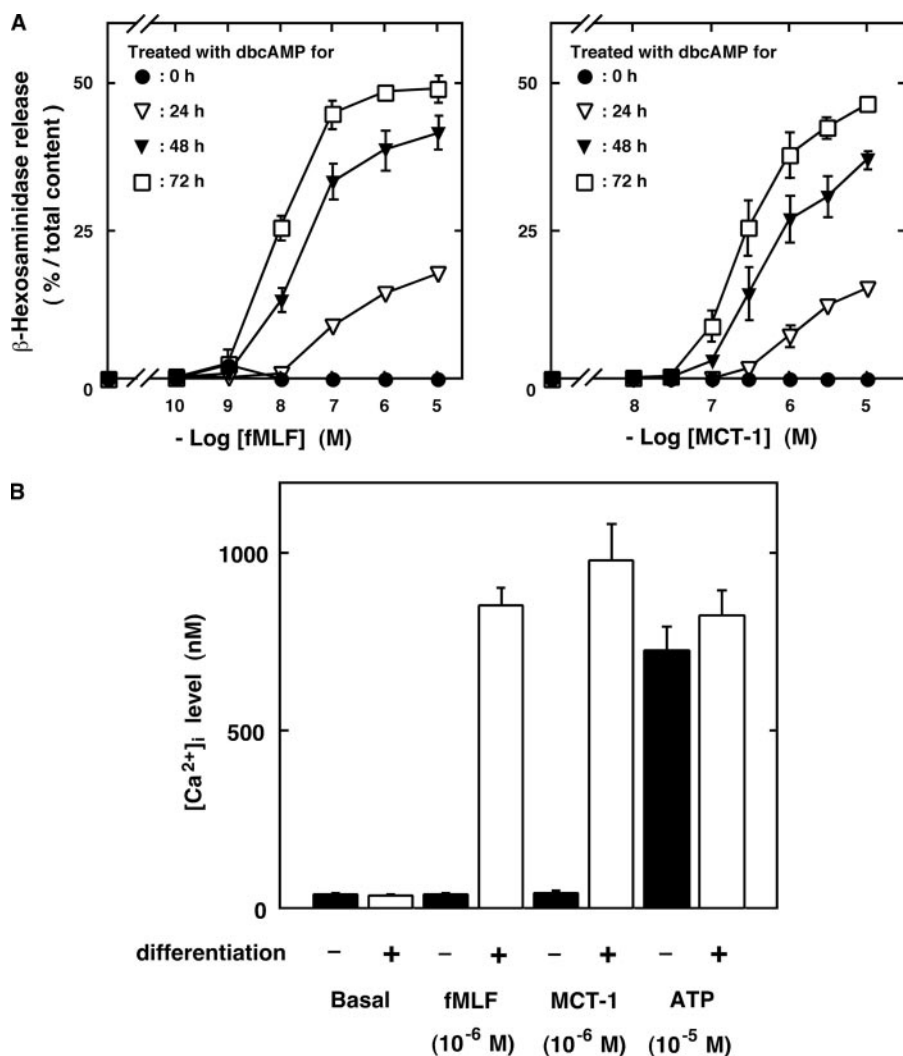 A
Treated with dbcAMP for
● : 0 h
▽ : 24 h
▼ : 48 h
□ : 72 h
β-Hexosaminidase release
( % / total content)
50
25
0
10 9 8 7 6 5
- Log [fMLF] (M)
Treated with dbcAMP for
● : 0 h
▽ : 24 h
▼ : 48 h
□ : 72 h
50
25
0
8 7 6 5
- Log [MCT-1] (M)
B
[Ca²⁺]ᵢ level (nM)
1000
500
0
differentiation − + − + − + − +
Basal fMLF MCT-1 ATP
(10⁻⁶ M) (10⁻⁶ M) (10⁻⁵ M)